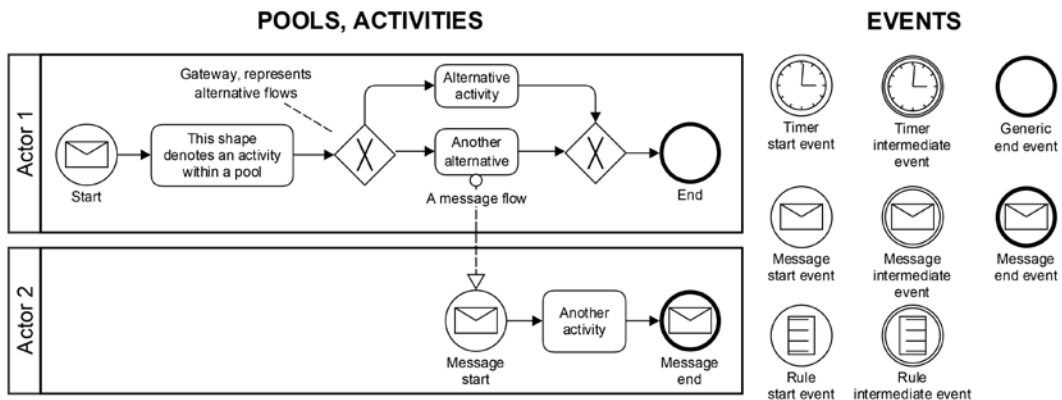 POOLS, ACTIVITIES
EVENTS
Actor 1
Gateway, represents
alternative flows
Alternative
activity
This shape
denotes an activity
within a pool
Another
alternative
Start
A message flow
End
Actor 2
Another
activity
Message
start
Message
end
Timer
start event
Timer
intermediate
event
Generic
end event
Message
start event
Message
intermediate
event
Message
end event
Rule
start event
Rule
intermediate event